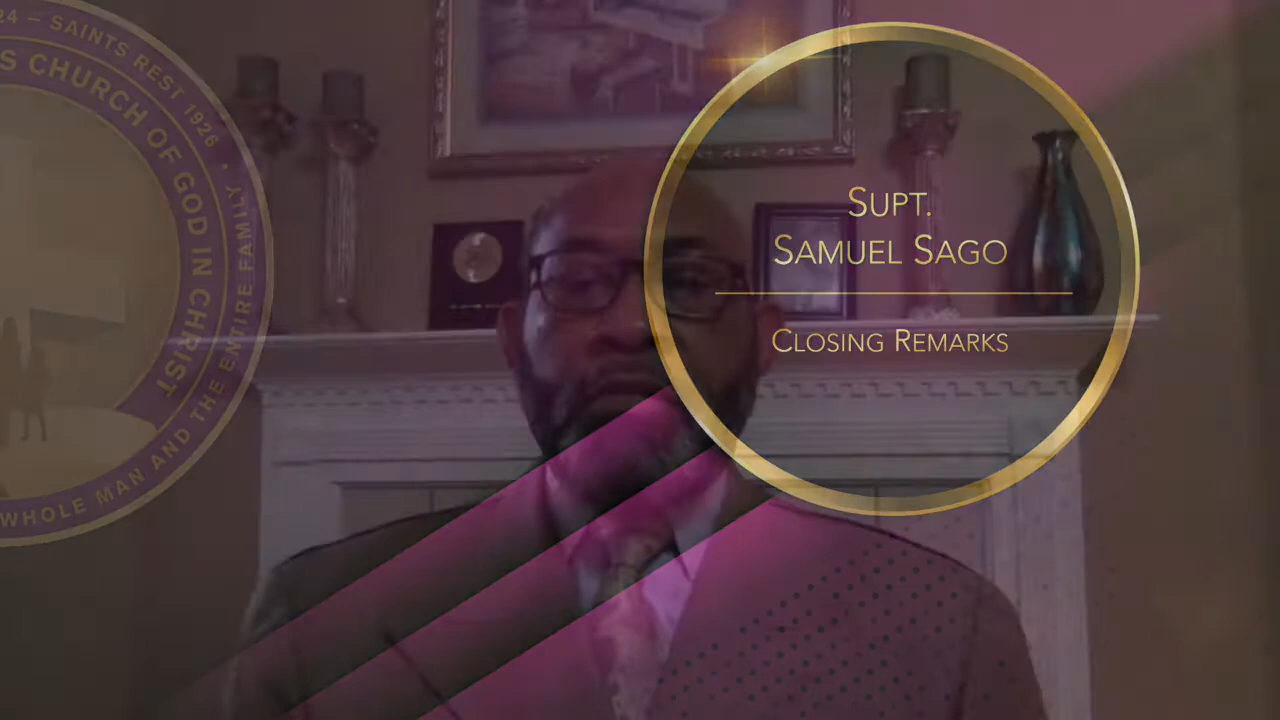 24 – SAINTS REST 1926 •
S CHURCH OF GOD IN CHRIST
WHOLE MAN AND THE ENTIRE FAMILY •
SUPT.
SAMUEL SAGO
CLOSING REMARKS